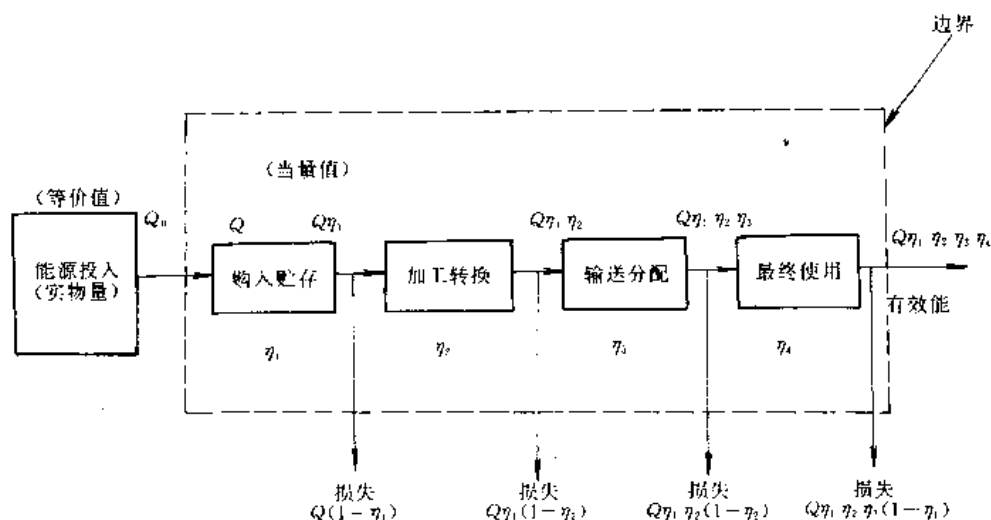 边界
(当量值)
(等价值)
Q₀
Q
Qη₁
Qη₁ η₂
Qη₁ η₂ η₃
Qη₁ η₂ η₃ η₄
能源投入
(实物量)
购入贮存
加工转换
输送分配
最终使用
有效能
η₁
η₂
η₃
η₄
损失
Q(1-η₁)
损失
Qη₁(1-η₂)
损失
Qη₁ η₂(1-η₃)
损失
Qη₁ η₂ η₃(1-η₄)